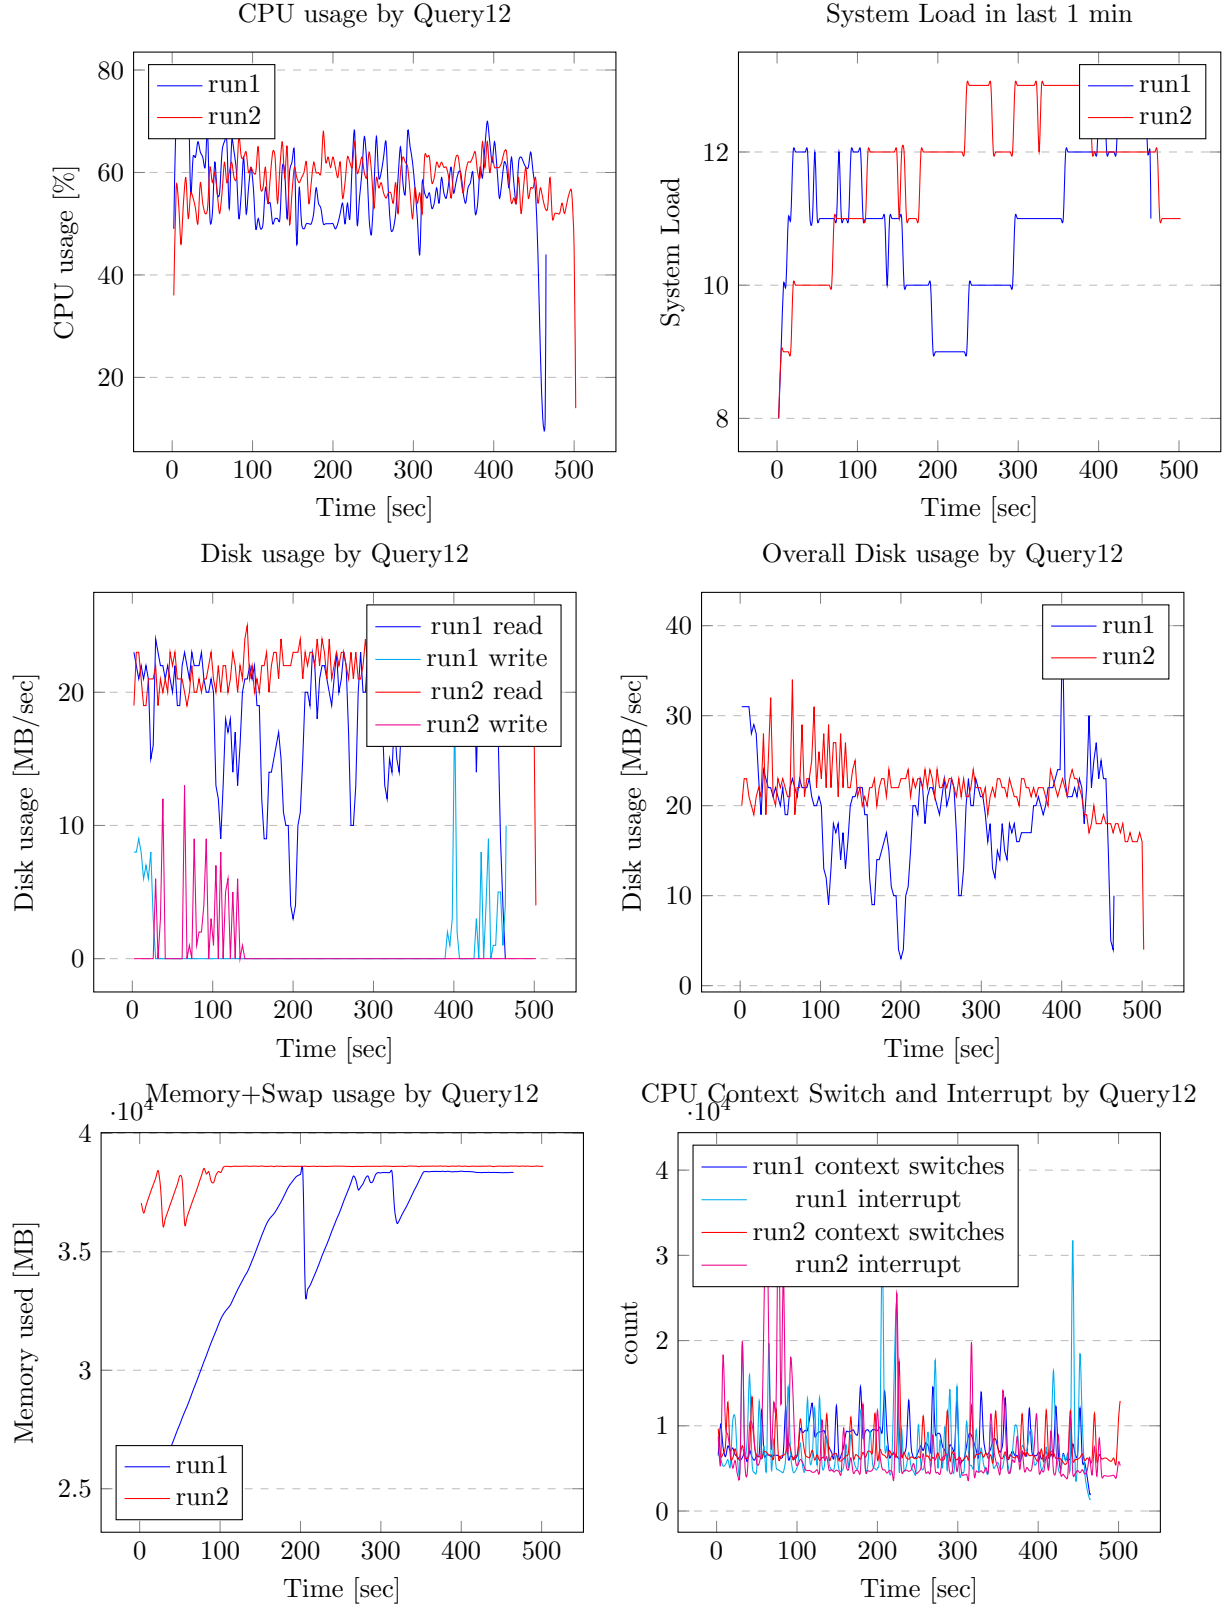 CPU usage by Query12
80
60
40
20
CPU usage [%]
run1
run2
0 100 200 300 400 500
Time [sec]
System Load in last 1 min
12
10
8
System Load
run1
run2
0 100 200 300 400 500
Time [sec]
Disk usage by Query12
20
10
0
Disk usage [MB/sec]
run1 read
run1 write
run2 read
run2 write
0 100 200 300 400 500
Time [sec]
Overall Disk usage by Query12
40
30
20
10
0
Disk usage [MB/sec]
run1
run2
0 100 200 300 400 500
Time [sec]
Memory+Swap usage by Query12
·10⁴
4
3.5
3
2.5
Memory used [MB]
run1
run2
0 100 200 300 400 500
Time [sec]
CPU Context Switch and Interrupt by Query12
·10⁴
4
3
2
1
0
count
run1 context switches
run1 interrupt
run2 context switches
run2 interrupt
0 100 200 300 400 500
Time [sec]